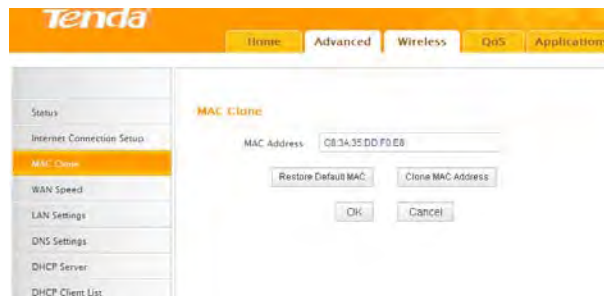 Tenda
Home Advanced Wireless QoS Applications
Status
MAC Clone
Internet Connection Setup
MAC Address C8:3A:35:DD:F0:E8
MAC Clone
Restore Default MAC Clone MAC Address
WAN Speed
LAN Settings
OK Cancel
DNS Settings
DHCP Server
DHCP Client List